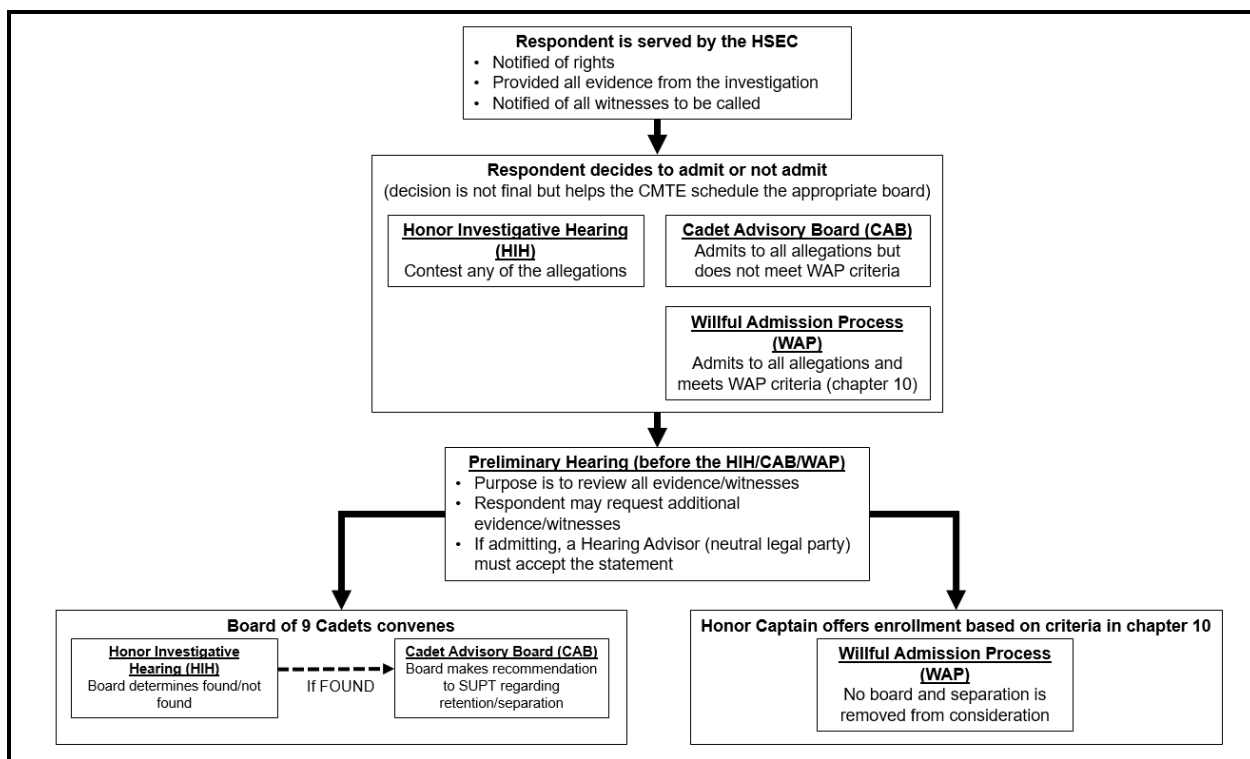 Respondent is served by the HSEC
• Notified of rights
• Provided all evidence from the investigation
• Notified of all witnesses to be called
Respondent decides to admit or not admit
(decision is not final but helps the CMTE schedule the appropriate board)
Honor Investigative Hearing
(HIH)
Contest any of the allegations
Cadet Advisory Board (CAB)
Admits to all allegations but
does not meet WAP criteria
Willful Admission Process
(WAP)
Admits to all allegations and
meets WAP criteria (chapter 10)
Preliminary Hearing (before the HIH/CAB/WAP)
• Purpose is to review all evidence/witnesses
• Respondent may request additional
evidence/witnesses
• If admitting, a Hearing Advisor (neutral legal party)
must accept the statement
Board of 9 Cadets convenes
Honor Investigative
Hearing (HIH)
Board determines found/not
found
If FOUND
Cadet Advisory Board (CAB)
Board makes recommendation
to SUPT regarding
retention/separation
Honor Captain offers enrollment based on criteria in chapter 10
Willful Admission Process
(WAP)
No board and separation is
removed from consideration